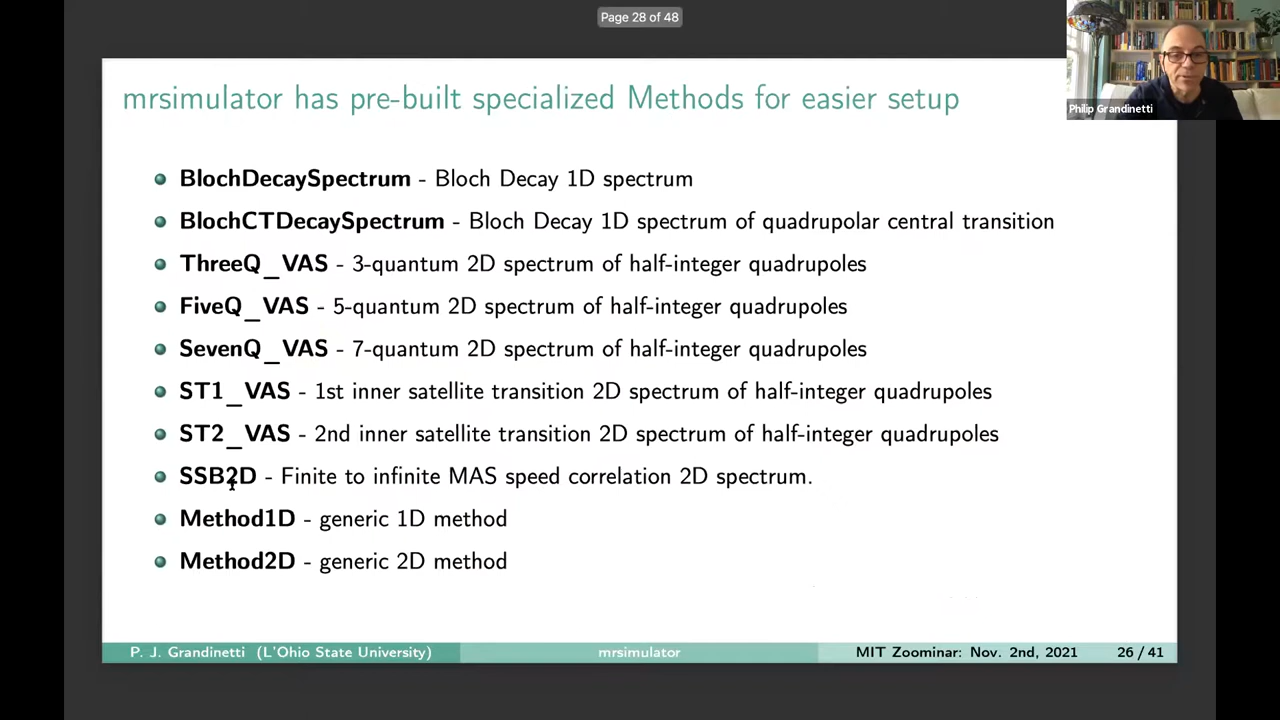 Page 28 of 48
Philip Grandinetti
mrsimulator has pre-built specialized Methods for easier setup
BlochDecaySpectrum - Bloch Decay 1D spectrum
BlochCTDecaySpectrum - Bloch Decay 1D spectrum of quadrupolar central transition
ThreeQ_VAS - 3-quantum 2D spectrum of half-integer quadrupoles
FiveQ_VAS - 5-quantum 2D spectrum of half-integer quadrupoles
SevenQ_VAS - 7-quantum 2D spectrum of half-integer quadrupoles
ST1_VAS - 1st inner satellite transition 2D spectrum of half-integer quadrupoles
ST2_VAS - 2nd inner satellite transition 2D spectrum of half-integer quadrupoles
SSB2D - Finite to infinite MAS speed correlation 2D spectrum.
Method1D - generic 1D method
Method2D - generic 2D method
P. J. Grandinetti (L'Ohio State University) mrsimulator MIT Zoominar: Nov. 2nd, 2021 26 / 41